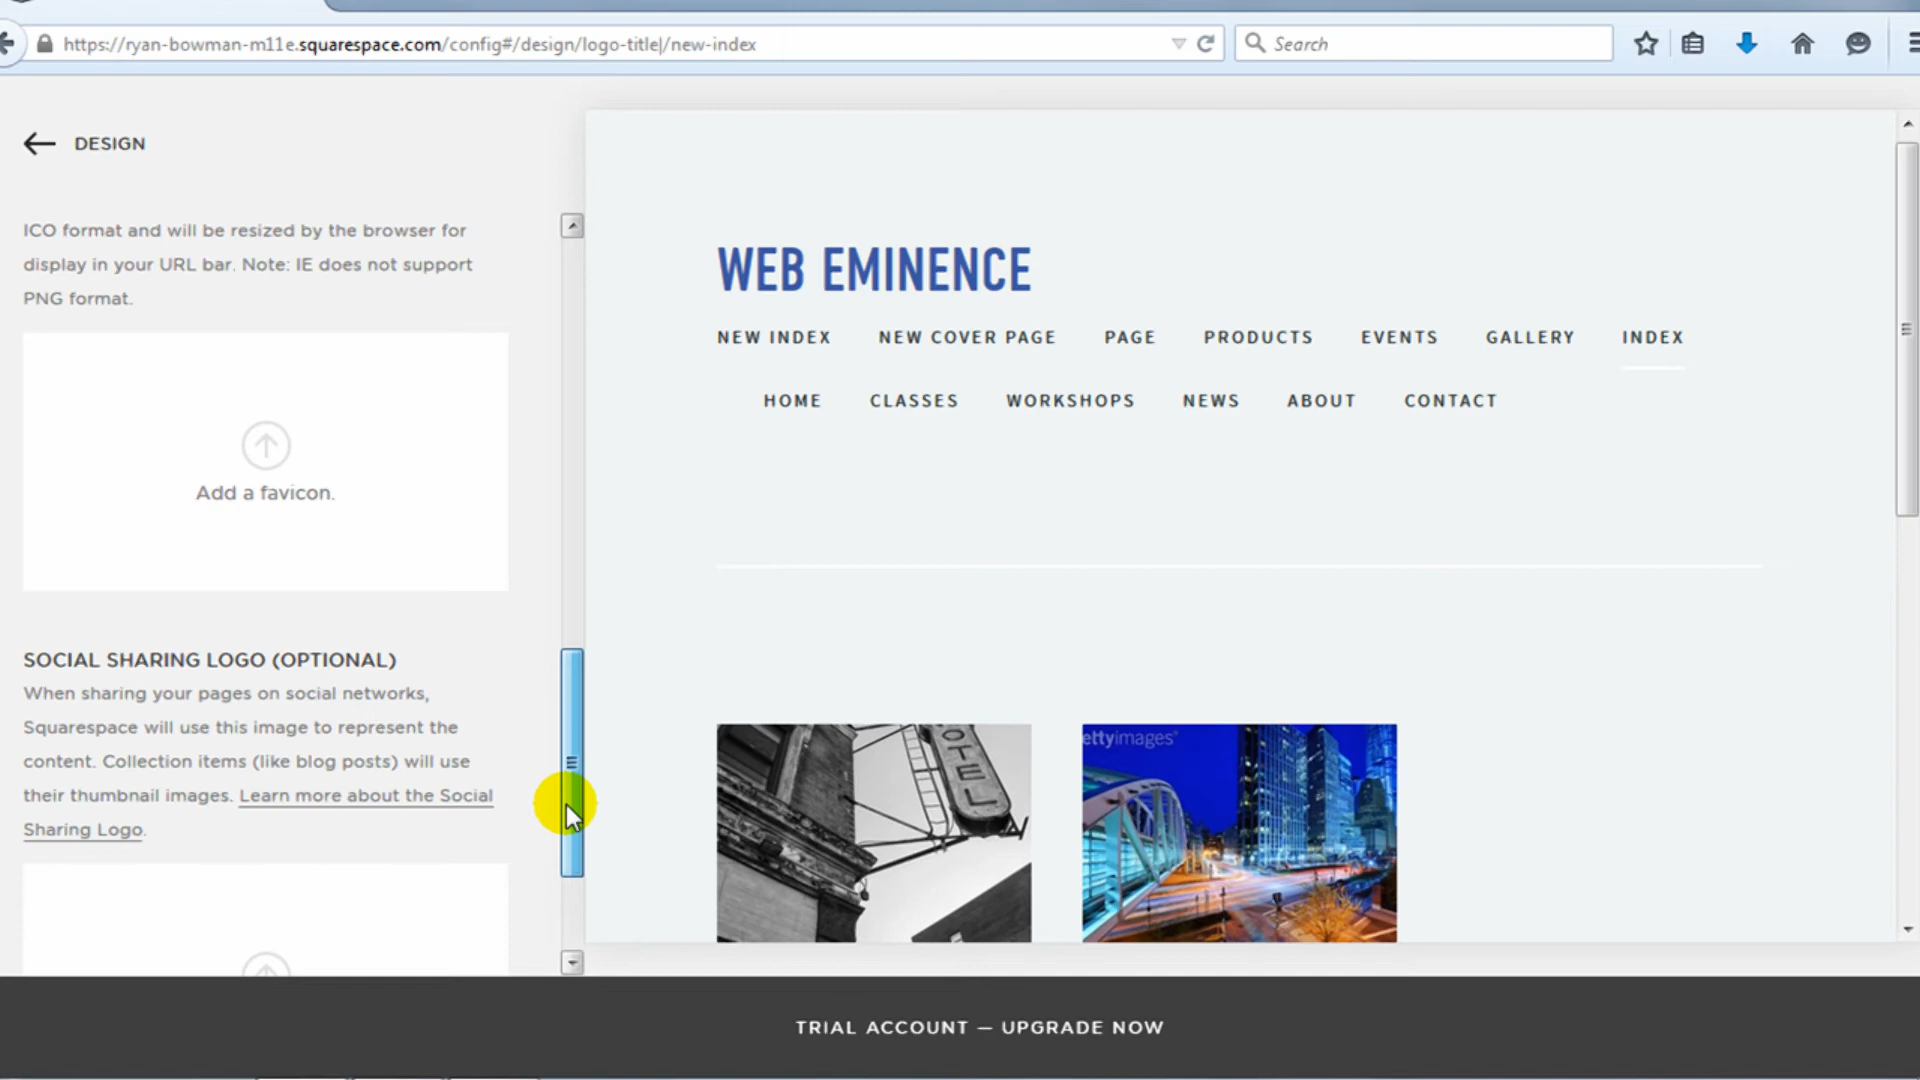 https://ryan-bowman-m11e.squarespace.com/config#/design/logo-title|/new-index
Search
DESIGN
ICO format and will be resized by the browser for
display in your URL bar. Note: IE does not support
PNG format.
Add a favicon.
SOCIAL SHARING LOGO (OPTIONAL)
When sharing your pages on social networks,
Squarespace will use this image to represent the
content. Collection items (like blog posts) will use
their thumbnail images. Learn more about the Social
Sharing Logo.
WEB EMINENCE
NEW INDEX NEW COVER PAGE PAGE PRODUCTS EVENTS GALLERY INDEX
HOME CLASSES WORKSHOPS NEWS ABOUT CONTACT
OTEL
ettyimages®
TRIAL ACCOUNT — UPGRADE NOW